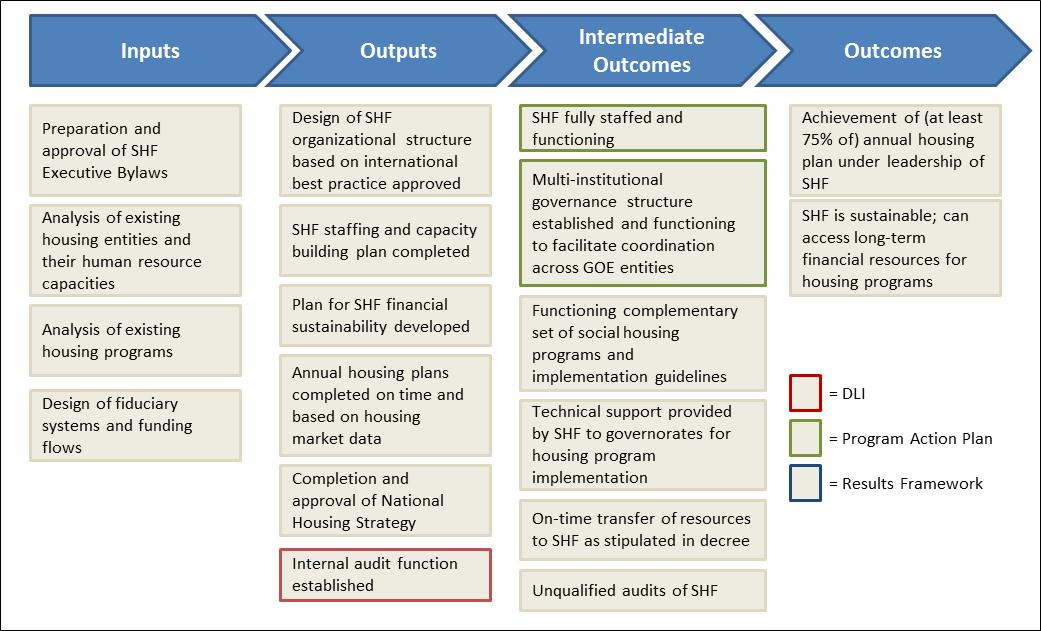 Inputs
Outputs
Intermediate
Outcomes
Outcomes
Preparation and
approval of SHF
Executive Bylaws
Analysis of existing
housing entities and
their human resource
capacities
Analysis of existing
housing programs
Design of fiduciary
systems and funding
flows
Design of SHF
organizational structure
based on international
best practice approved
SHF staffing and capacity
building plan completed
Plan for SHF financial
sustainability developed
Annual housing plans
completed on time and
based on housing
market data
Completion and
approval of National
Housing Strategy
Internal audit function
established
SHF fully staffed and
functioning
Multi-institutional
governance structure
established and functioning
to facilitate coordination
across GOE entities
Functioning complementary
set of social housing
programs and
implementation guidelines
Technical support provided
by SHF to governorates for
housing program
implementation
On-time transfer of resources
to SHF as stipulated in decree
Unqualified audits of SHF
Achievement of (at least
75% of) annual housing
plan under leadership of
SHF
SHF is sustainable; can
access long-term
financial resources for
housing programs
= DLI
= Program Action Plan
= Results Framework